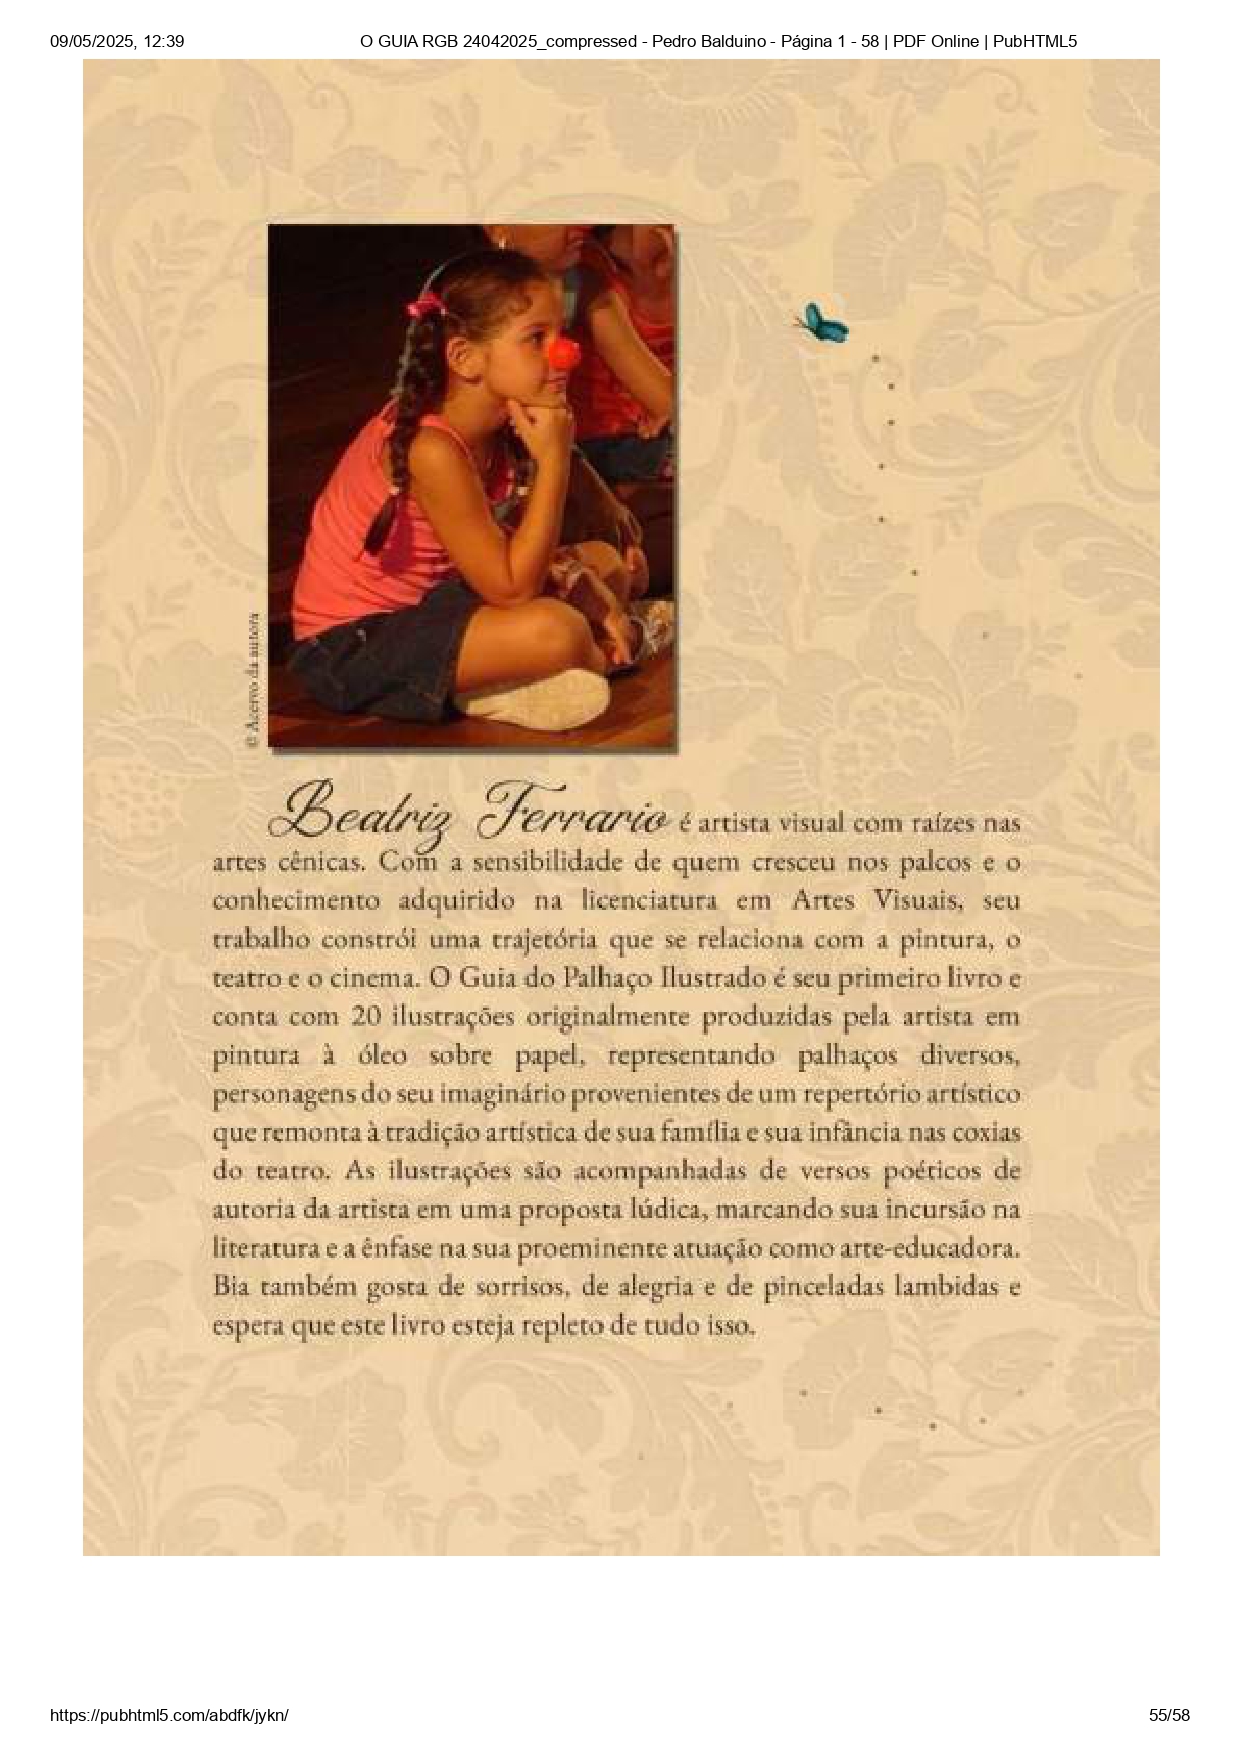 09/05/2025, 12:39 O GUIA RGB 24042025_compressed - Pedro Balduino - Página 1 - 58 | PDF Online | PubHTML5
© Acervo da autora
Beatriz Ferrario é artista visual com raízes nas
artes cênicas. Com a sensibilidade de quem cresceu nos palcos e o
conhecimento adquirido na licenciatura em Artes Visuais, seu
trabalho constrói uma trajetória que se relaciona com a pintura, o
teatro e o cinema. O Guia do Palhaço Ilustrado é seu primeiro livro e
conta com 20 ilustrações originalmente produzidas pela artista em
pintura à óleo sobre papel, representando palhaços diversos,
personagens do seu imaginário provenientes de um repertório artístico
que remonta à tradição artística de sua família e sua infância nas coxias
do teatro. As ilustrações são acompanhadas de versos poéticos de
autoria da artista em uma proposta lúdica, marcando sua incursão na
literatura e a ênfase na sua proeminente atuação como arte-educadora.
Bia também gosta de sorrisos, de alegria e de pinceladas lambidas e
espera que este livro esteja repleto de tudo isso.
https://pubhtml5.com/abdfk/jykn/ 55/58